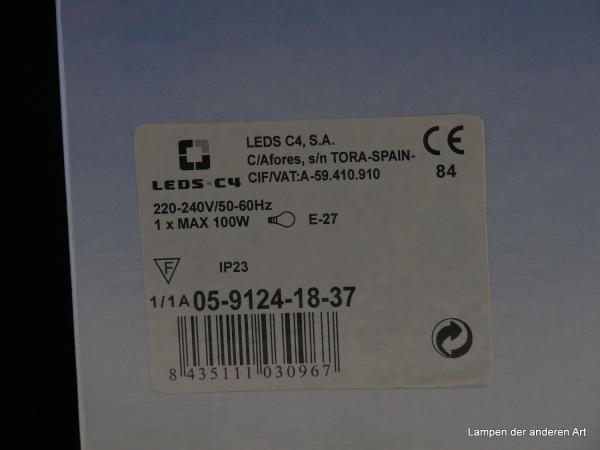 LEDS-C4
LEDS C4, S.A.
C/Afores, s/n TORA-SPAIN-
CIF/VAT:A-59.410.910
CE
84
220-240V/50-60Hz
1 x MAX 100W E-27
F
IP23
1/1A 05-9124-18-37
8 435111 030967
Lampen der anderen Art